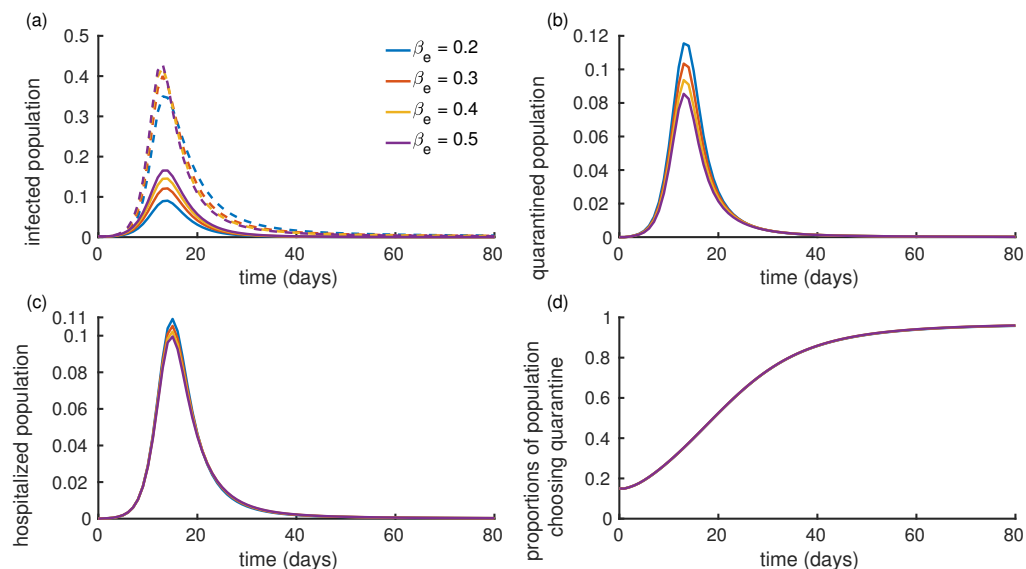 (a)
0.5
0.4
0.3
0.2
0.1
0
infected population
0 20 40 60 80
time (days)
βe = 0.2
βe = 0.3
βe = 0.4
βe = 0.5
(b)
0.12
0.1
0.08
0.06
0.04
0.02
0
quarantined population
0 20 40 60 80
time (days)
(c)
0.11
0.1
0.08
0.06
0.04
0.02
0
hospitalized population
0 20 40 60 80
time (days)
(d)
1
0.8
0.6
0.4
0.2
0
proportions of population
choosing quarantine
0 20 40 60 80
time (days)